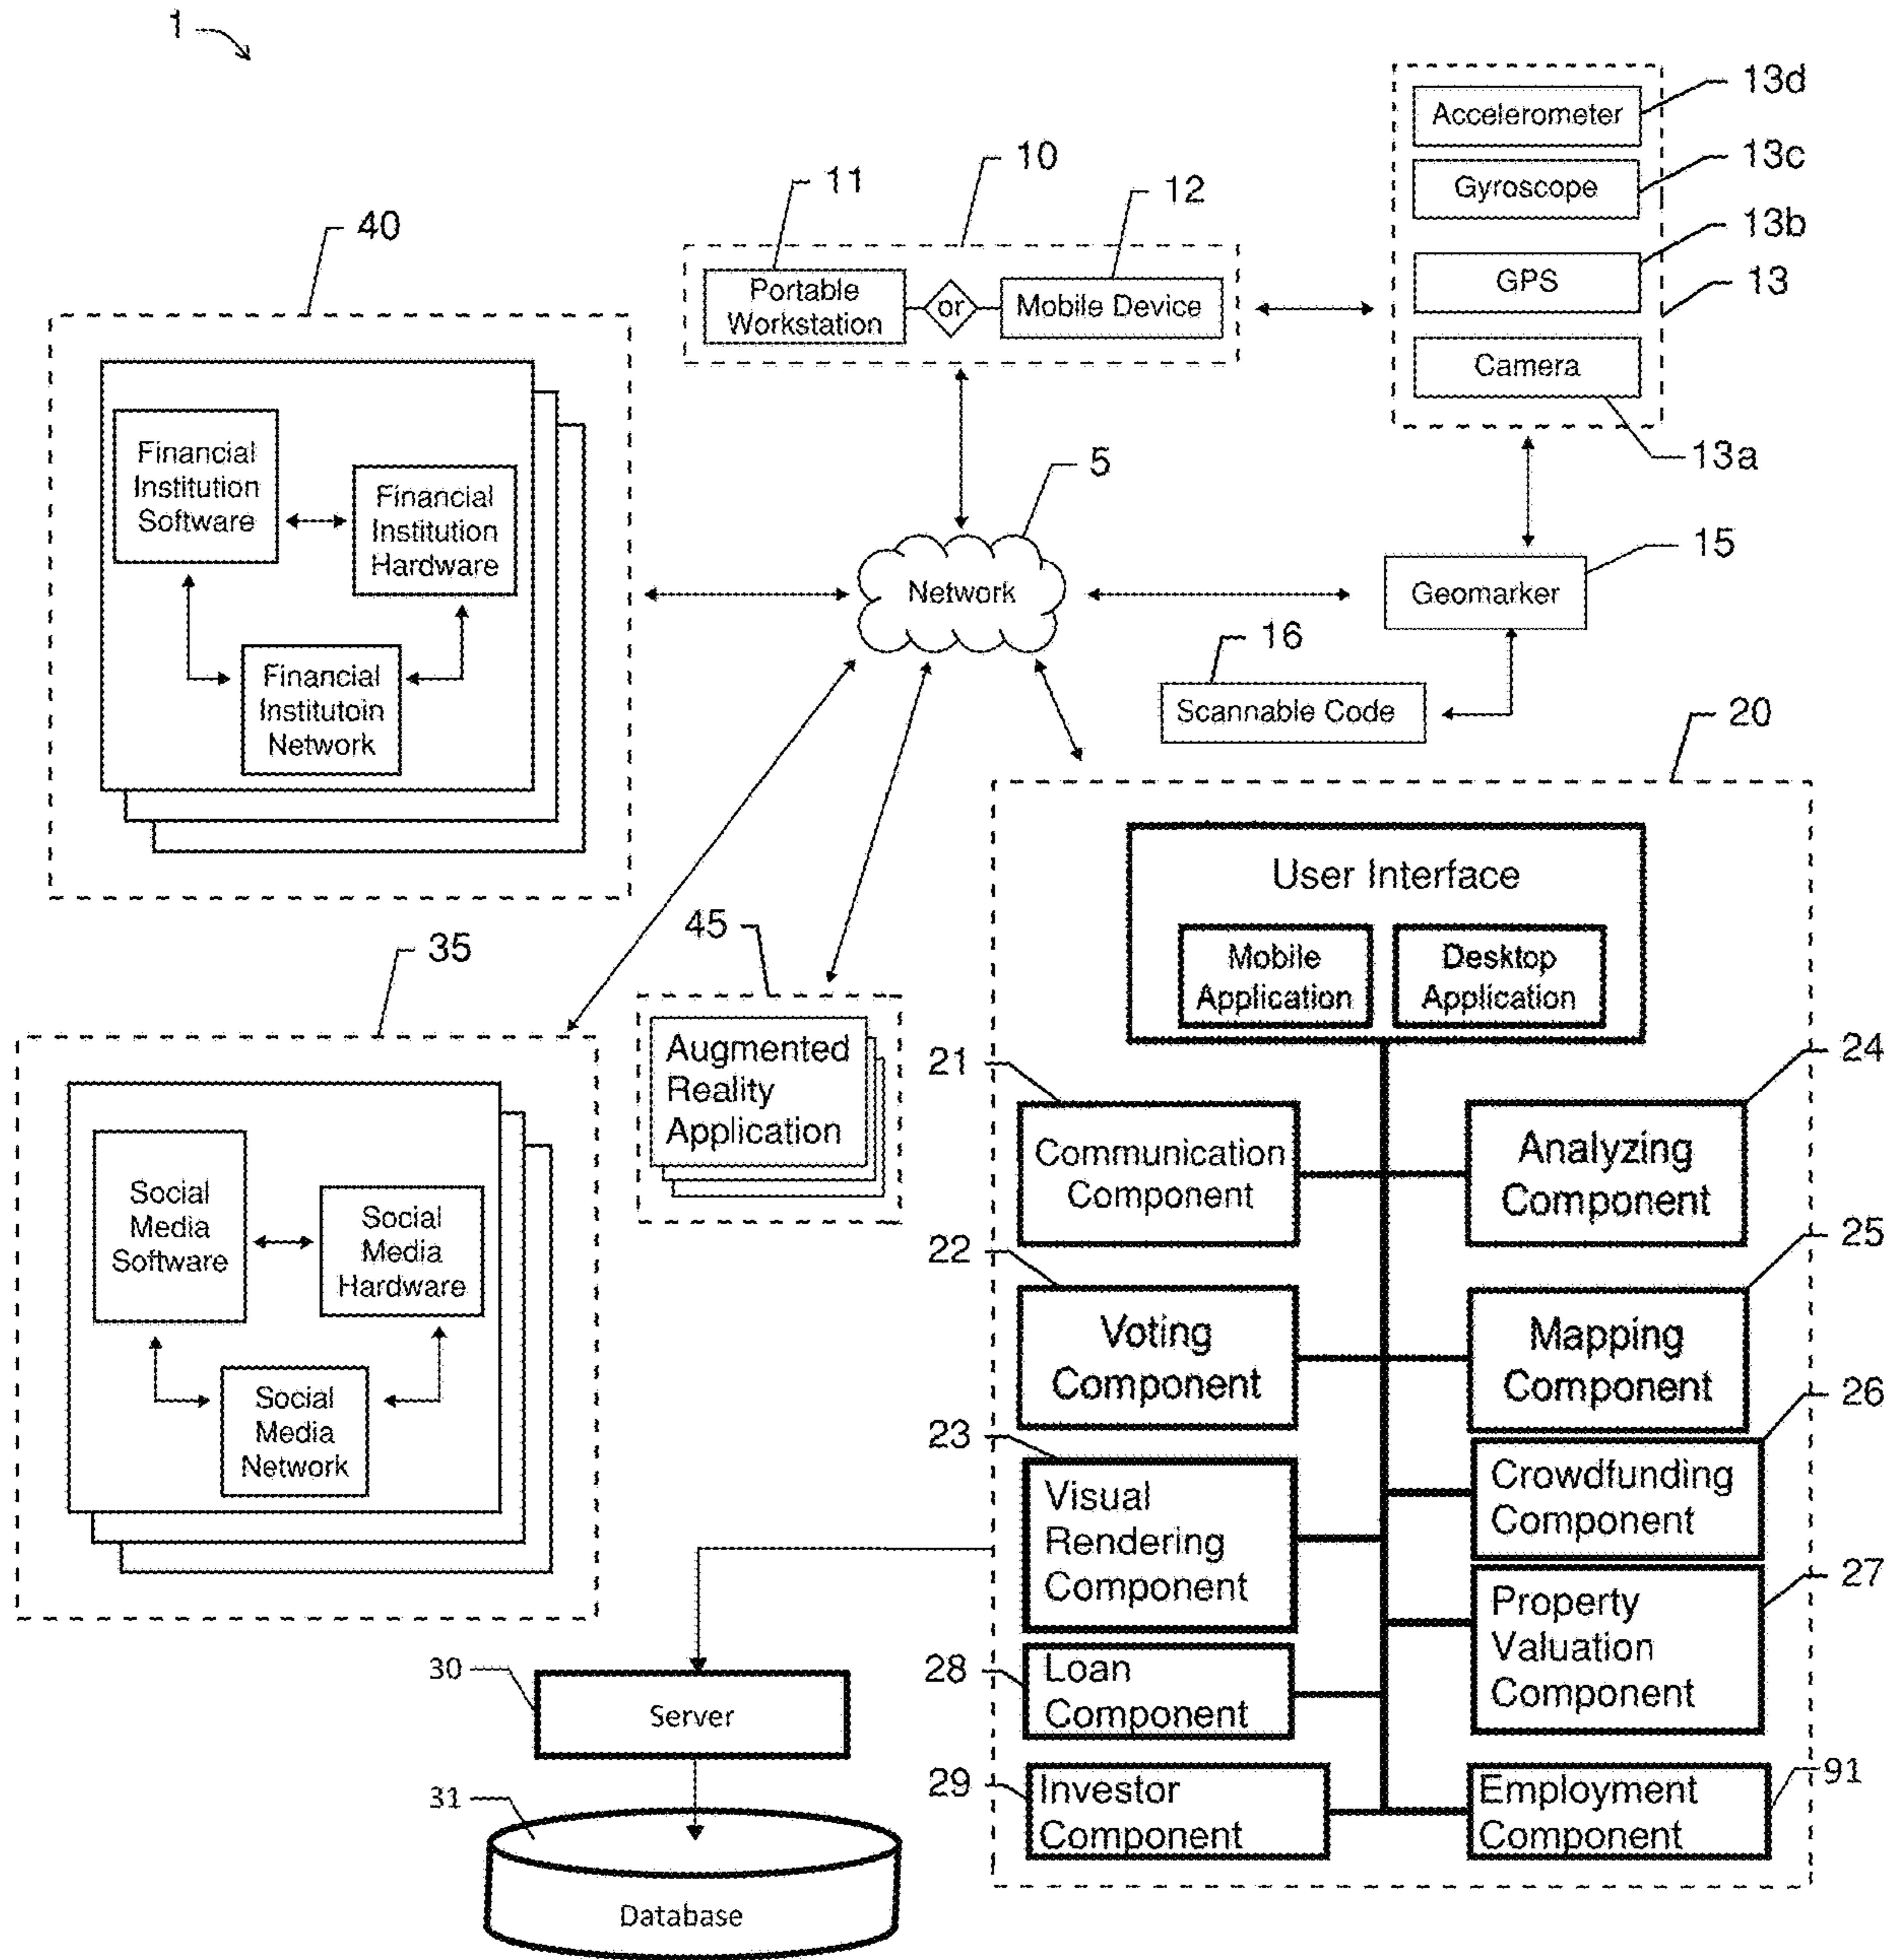 1
13d
Accelerometer
13c
Gyroscope
10
11
12
13b
40
GPS
13
Portable
Workstation
or
Mobile Device
Camera
13a
Financial
Institution
Software
Financial
Institution
Hardware
5
15
Network
Geomarker
16
Financial
Institutoin
Network
Scannable Code
20
User Interface
45
35
Mobile
Application
Desktop
Application
Augmented
Reality
Application
21
24
Communication
Component
Analyzing
Component
Social
Media
Software
Social
Media
Hardware
22
25
Voting
Component
Mapping
Component
Social
Media
Network
23
26
Visual
Rendering
Component
Crowdfunding
Component
27
Property
Valuation
Component
28
Loan
Component
30
Server
29
Investor
Component
Employment
Component
91
31
Database